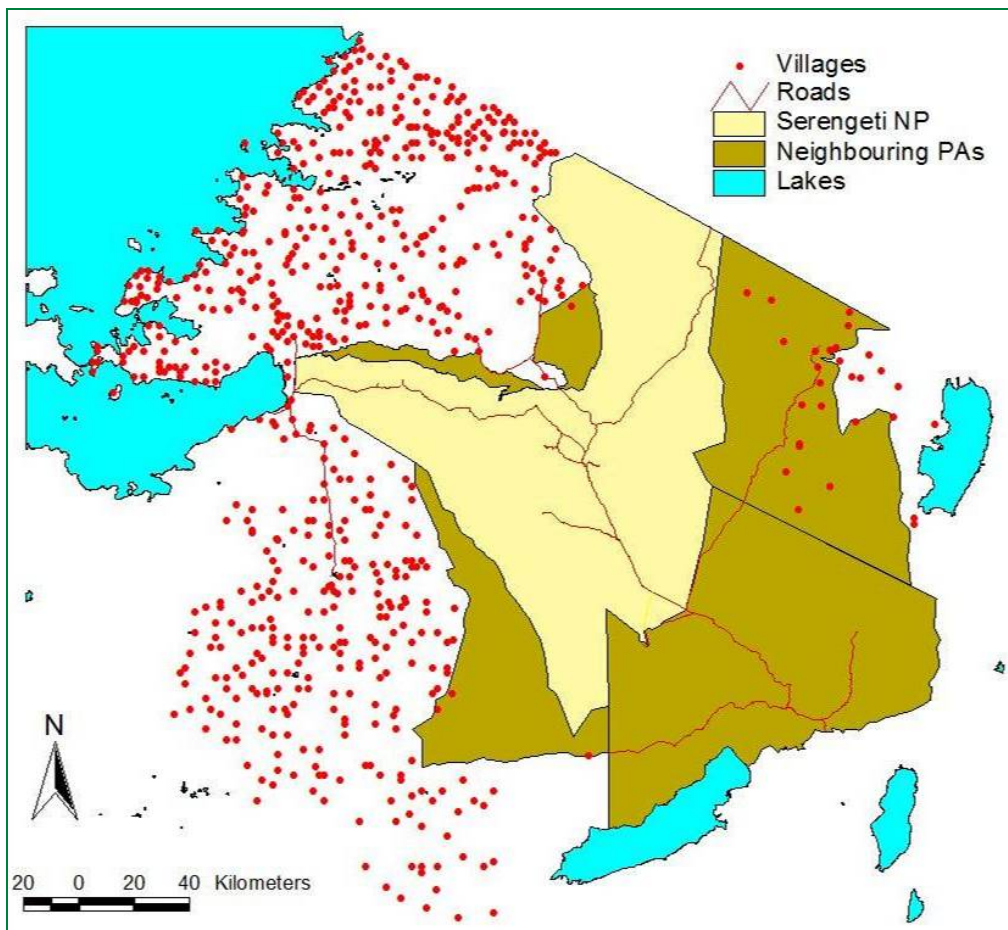 Villages
Roads
Serengeti NP
Neighbouring PAs
Lakes
N
20 0 20 40 Kilometers